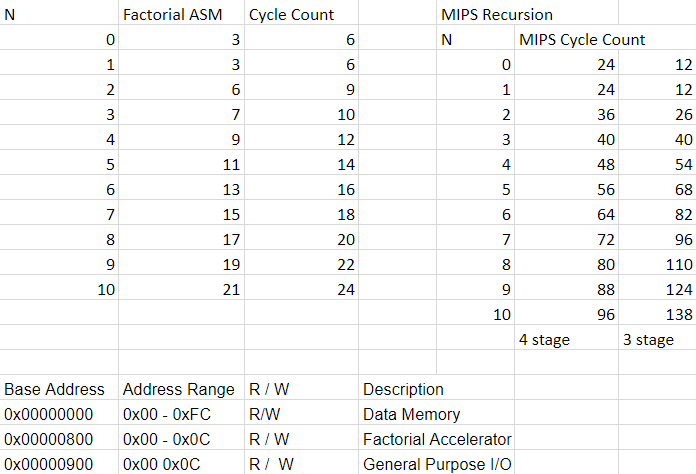 N Factorial ASM Cycle Count MIPS Recursion
0 3 6 N MIPS Cycle Count
1 3 6 0 24 12
2 6 9 1 24 12
3 7 10 2 36 26
4 9 12 3 40 40
5 11 14 4 48 54
6 13 16 5 56 68
7 15 18 6 64 82
8 17 20 7 72 96
9 19 22 8 80 110
10 21 24 9 88 124
10 96 138
4 stage 3 stage
Base Address Address Range R / W Description
0x00000000 0x00 - 0xFC R/W Data Memory
0x00000800 0x00 - 0x0C R / W Factorial Accelerator
0x00000900 0x00 0x0C R / W General Purpose I/O